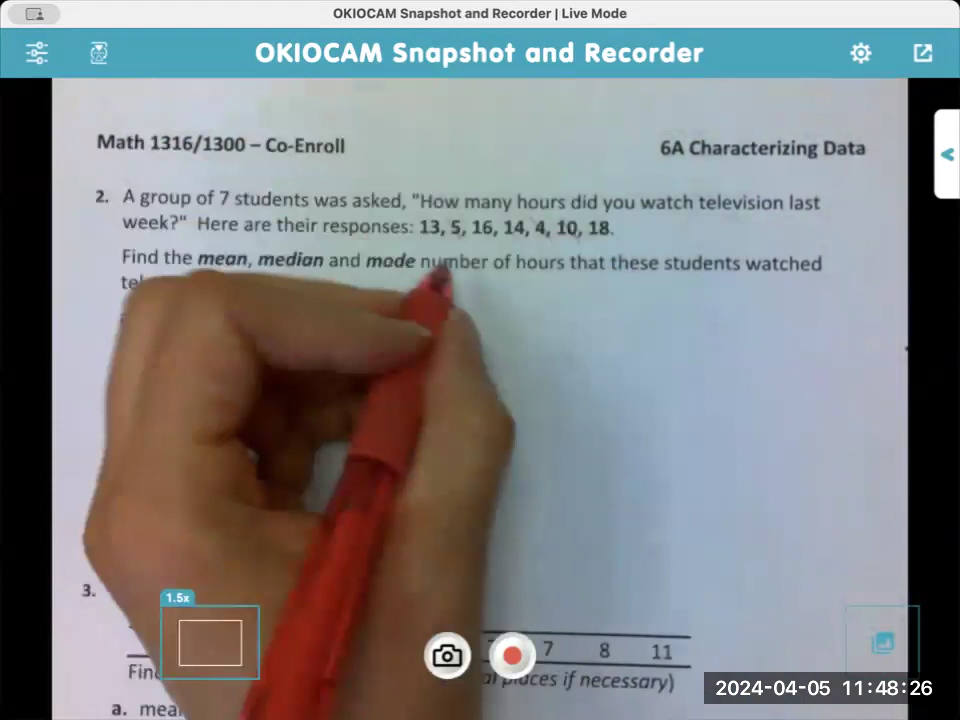 OKIOCAM Snapshot and Recorder | Live Mode
OKIOCAM Snapshot and Recorder
Math 1316/1300 – Co-Enroll
6A Characterizing Data
2. A group of 7 students was asked, "How many hours did you watch television last
week?" Here are their responses: 13, 5, 16, 14, 4, 10, 18.
Find the mean, median and mode number of hours that these students watched
3.
1.5x
7 8 11
places if necessary)
2024-04-05 11:48:26
a.